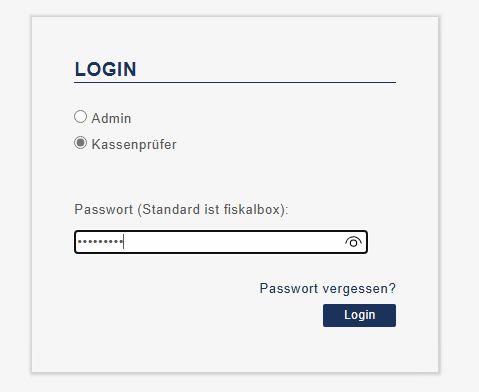 LOGIN
Admin
Kassenprüfer
Passwort (Standard ist fiskalbox):
•••••••••
Passwort vergessen?
Login